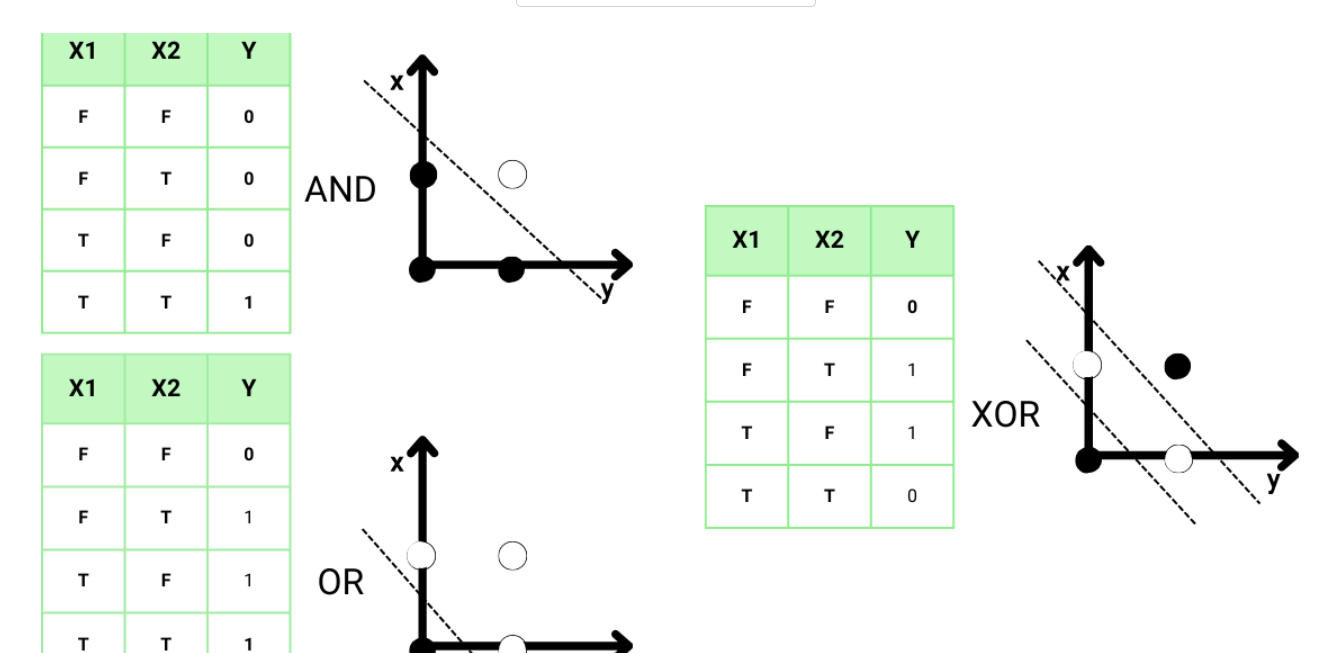 X1 X2 Y
F F 0
F T 0
T F 0
T T 1
AND
x
y
X1 X2 Y
F F 0
F T 1
T F 1
T T 1
OR
x
X1 X2 Y
F F 0
F T 1
T F 1
T T 0
XOR
x
y